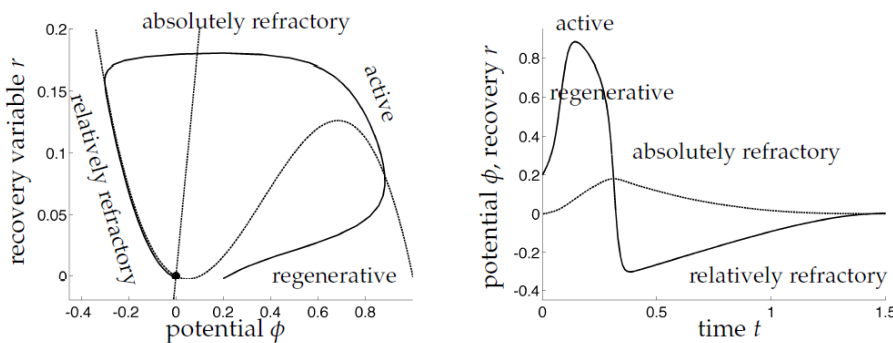 absolutely refractory
0.2
0.15
0.1
0.05
0
recovery variable r
relatively refractory
active
regenerative
-0.4
-0.2
0.0
0.2
0.4
0.6
0.8
potential ϕ
active
regenerative
absolutely refractory
relatively refractory
0.8
0.6
0.4
0.2
0
-0.2
-0.4
potential ϕ, recovery r
0
0.5
1
1.5
time t